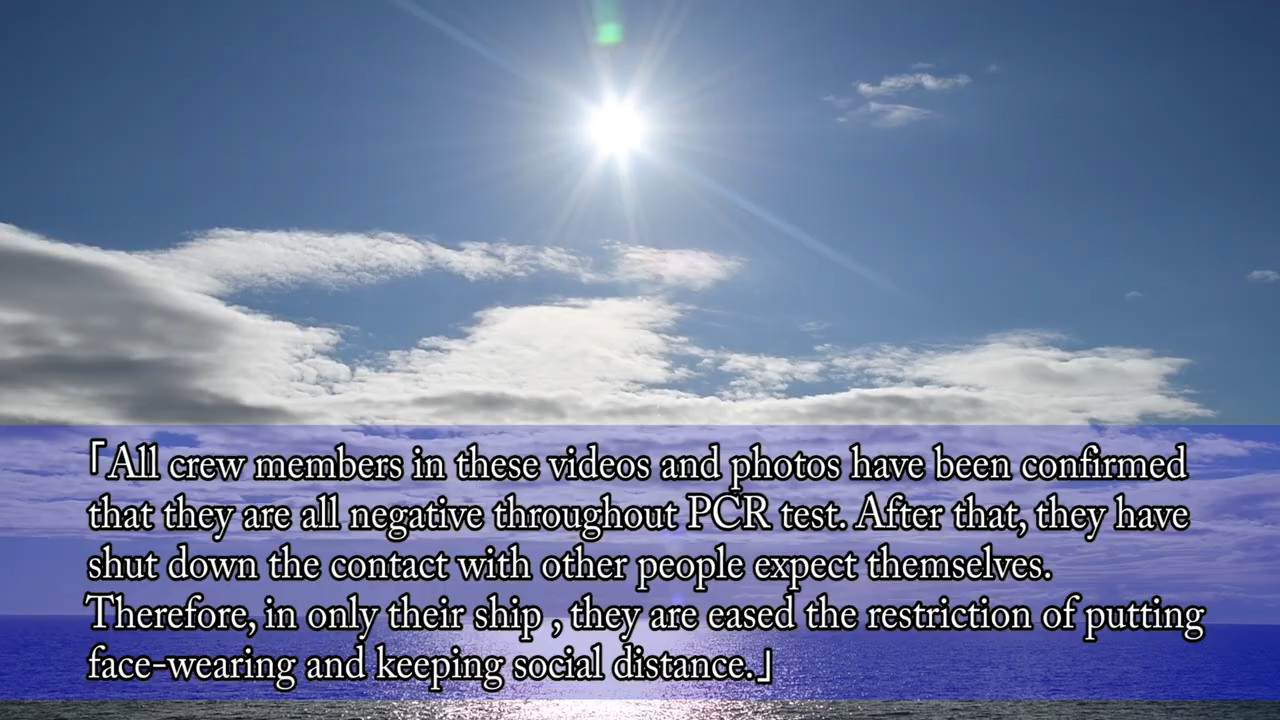 「All crew members in these videos and photos have been confirmed
that they are all negative throughout PCR test. After that, they have
shut down the contact with other people expect themselves.
Therefore, in only their ship , they are eased the restriction of putting
face-wearing and keeping social distance.」